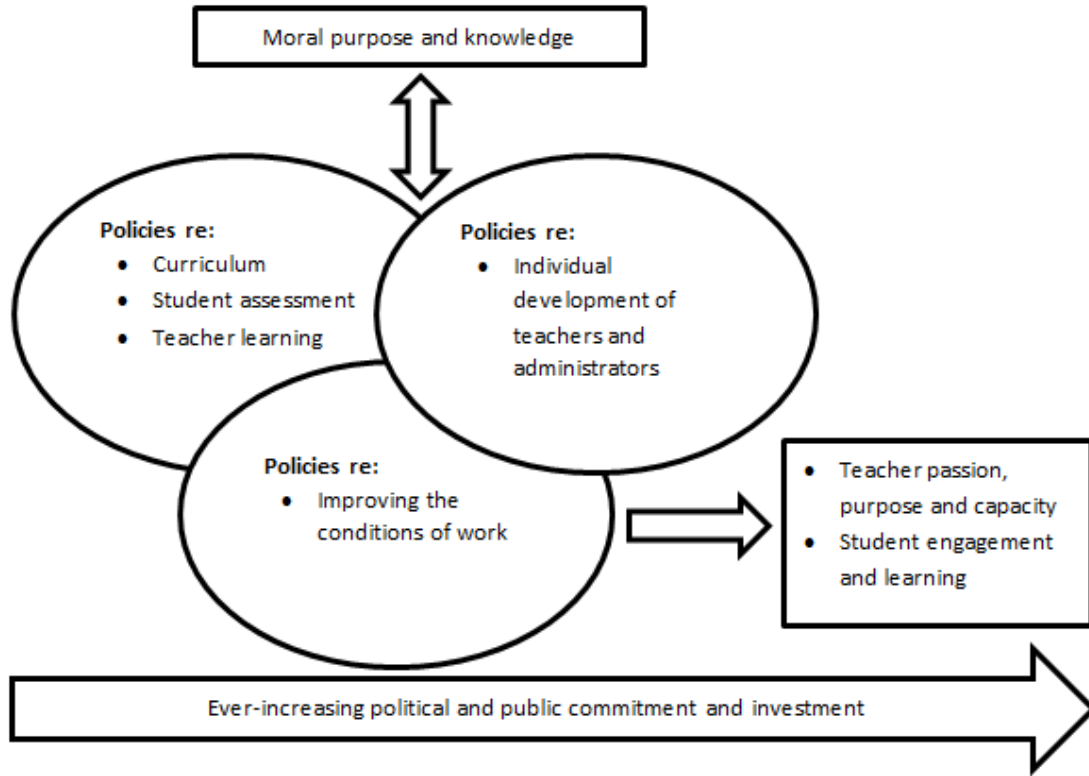 Moral purpose and knowledge
Policies re:
• Curriculum
• Student assessment
• Teacher learning
Policies re:
• Individual
development of
teachers and
administrators
Policies re:
• Improving the
conditions of work
• Teacher passion,
purpose and capacity
• Student engagement
and learning
Ever-increasing political and public commitment and investment